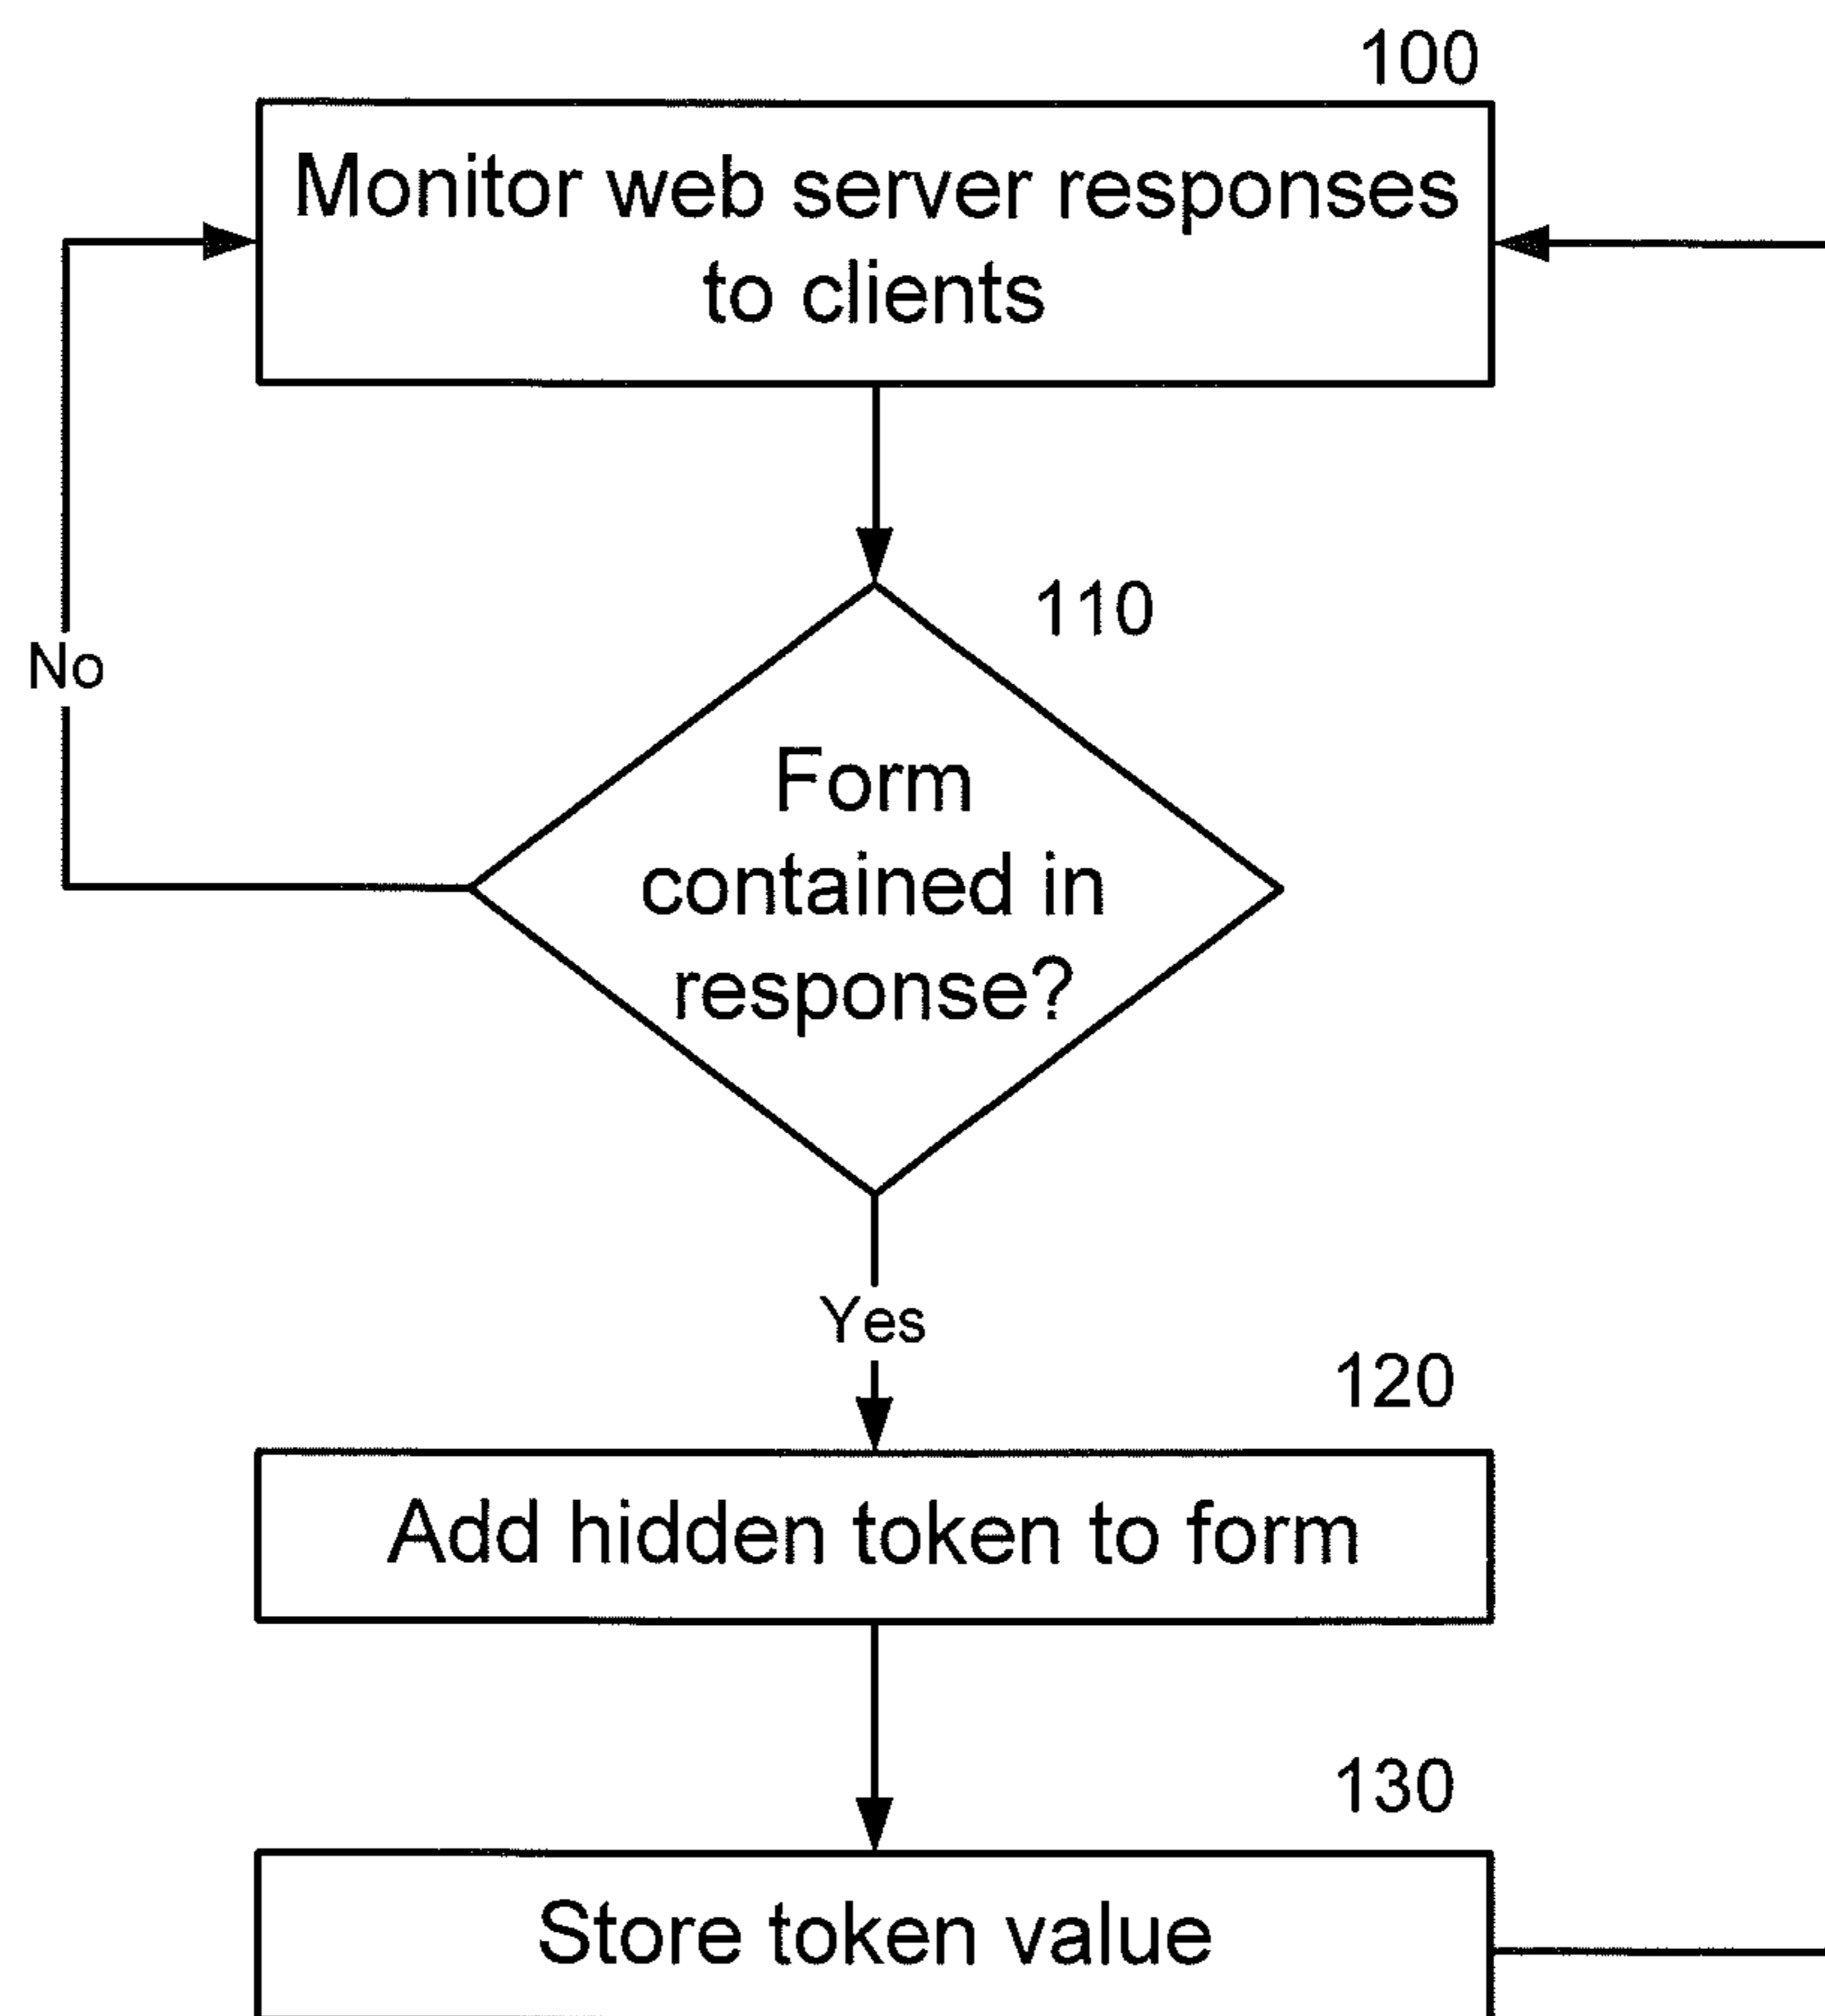 100
Monitor web server responses
to clients
110
No
Form
contained in
response?
Yes
120
Add hidden token to form
130
Store token value